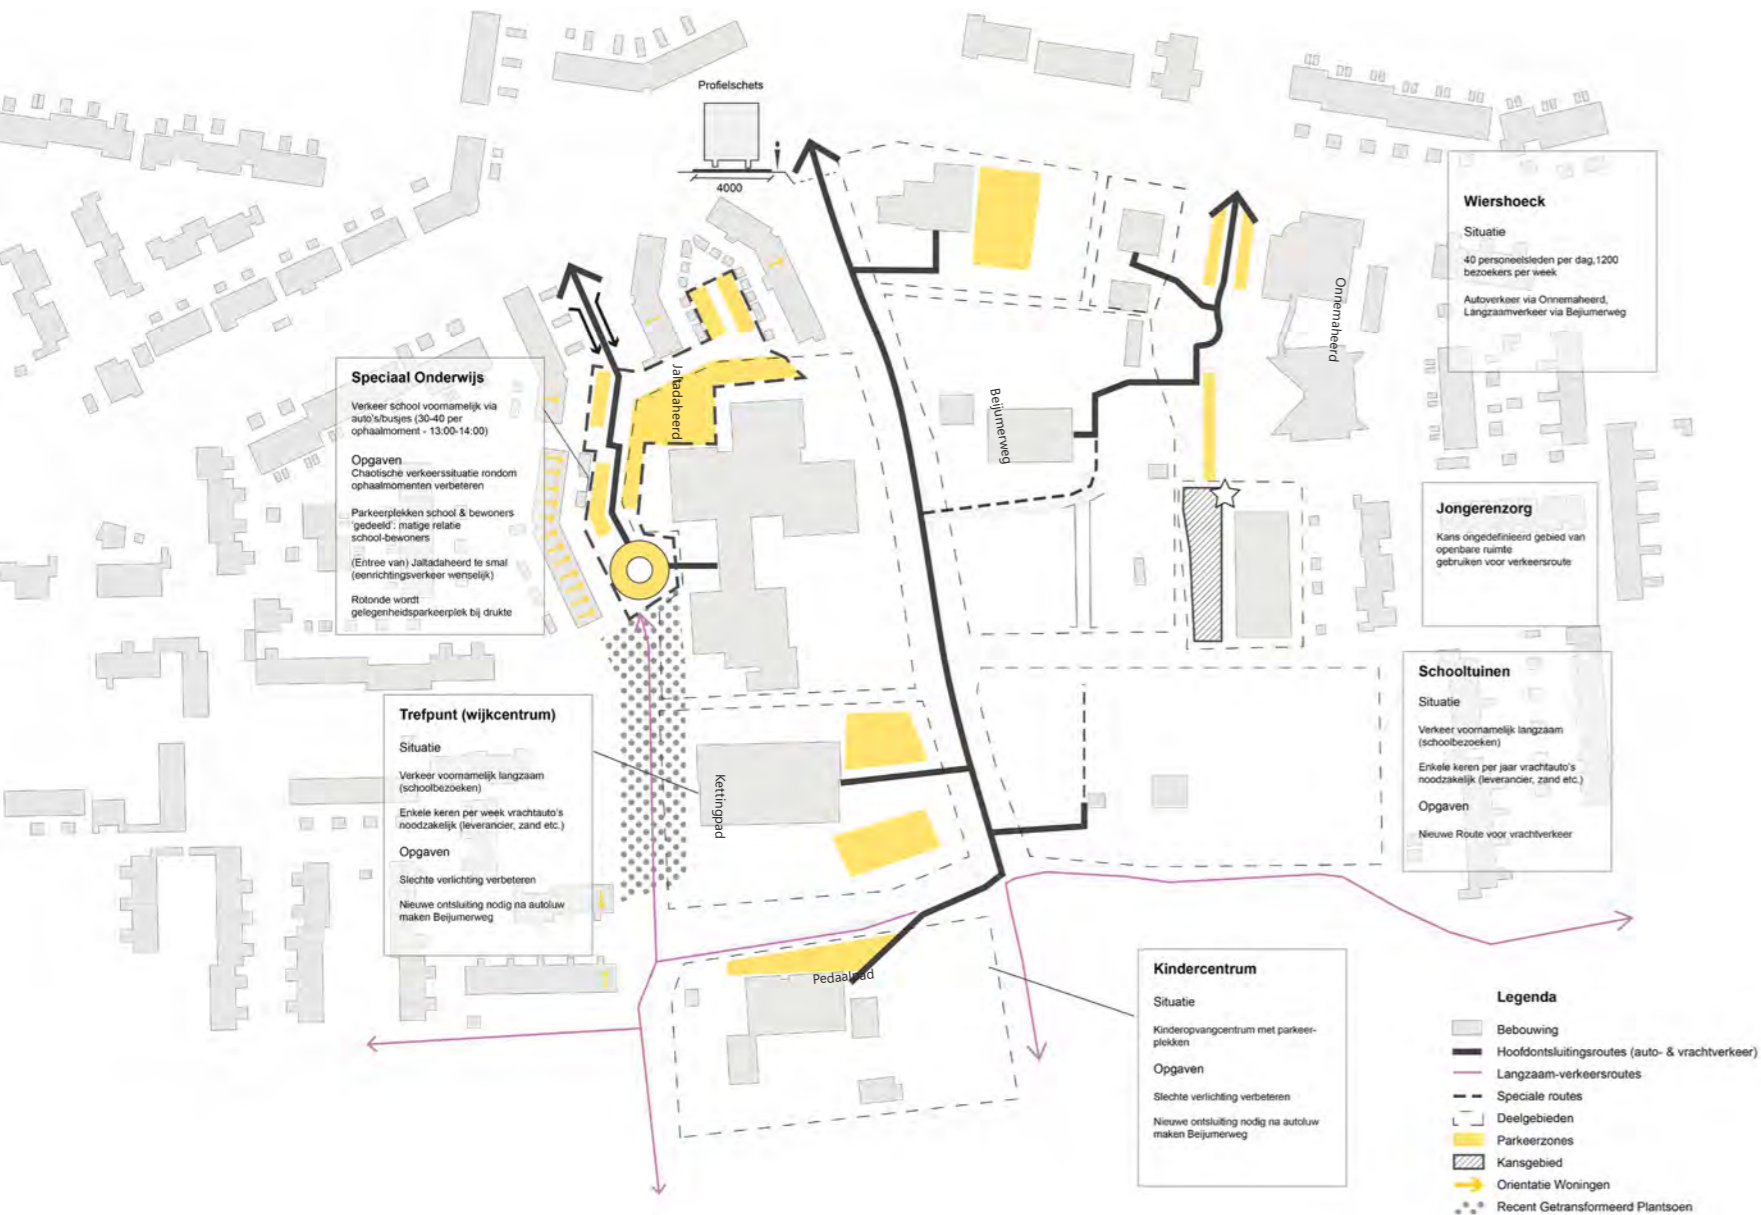 Profielschets
4000
Wiershoeck
Situatie
40 personeelsleden per dag,1200
bezoekers per week
Autoverkeer via Onnemaheerd,
Langzaamverkeer via Beijumerweg
Onnemaheerd
Speciaal Onderwijs
Verkeer school voornamelijk via
auto's/busjes (30-40 per
ophaalmoment - 13:00-14:00)
Opgaven
Chaotische verkeerssituatie rondom
ophaalmomenten verbeteren
Parkeerplekken school & bewoners
'gedeeld': matige relatie
school-bewoners
(Entree van) Jaltadaheerd te smal
(eenrichtingsverkeer wenselijk)
Rotonde wordt
gelegenheidsparkeerplek bij drukte
Jaltadaheerd
Beijumerweg
Jongerenzorg
Kans ongedefinieerd gebied van
openbare ruimte
gebruiken voor verkeersroute
Schooltuinen
Situatie
Verkeer voornamelijk langzaam
(schoolbezoeken)
Enkele keren per jaar vrachtauto's
noodzakelijk (leverancier, zand etc.)
Opgaven
Nieuwe Route voor vrachtverkeer
Trefpunt (wijkcentrum)
Situatie
Verkeer voornamelijk langzaam
(schoolbezoeken)
Enkele keren per week vrachtauto's
noodzakelijk (leverancier, zand etc.)
Opgaven
Slechte verlichting verbeteren
Nieuwe ontsluiting nodig na autoluw
maken Beijumerweg
Kettingpad
Pedaalpad
Kindercentrum
Situatie
Kinderopvangcentrum met parkeer-
plekken
Opgaven
Slechte verlichting verbeteren
Nieuwe ontsluiting nodig na autoluw
maken Beijumerweg
Legenda
Bebouwing
Hoofdontsluitingsroutes (auto- & vrachtverkeer)
Langzaam-verkeersroutes
Speciale routes
Deelgebieden
Parkeerzones
Kansgebied
Orientatie Woningen
Recent Getransformeerd Plantsoen